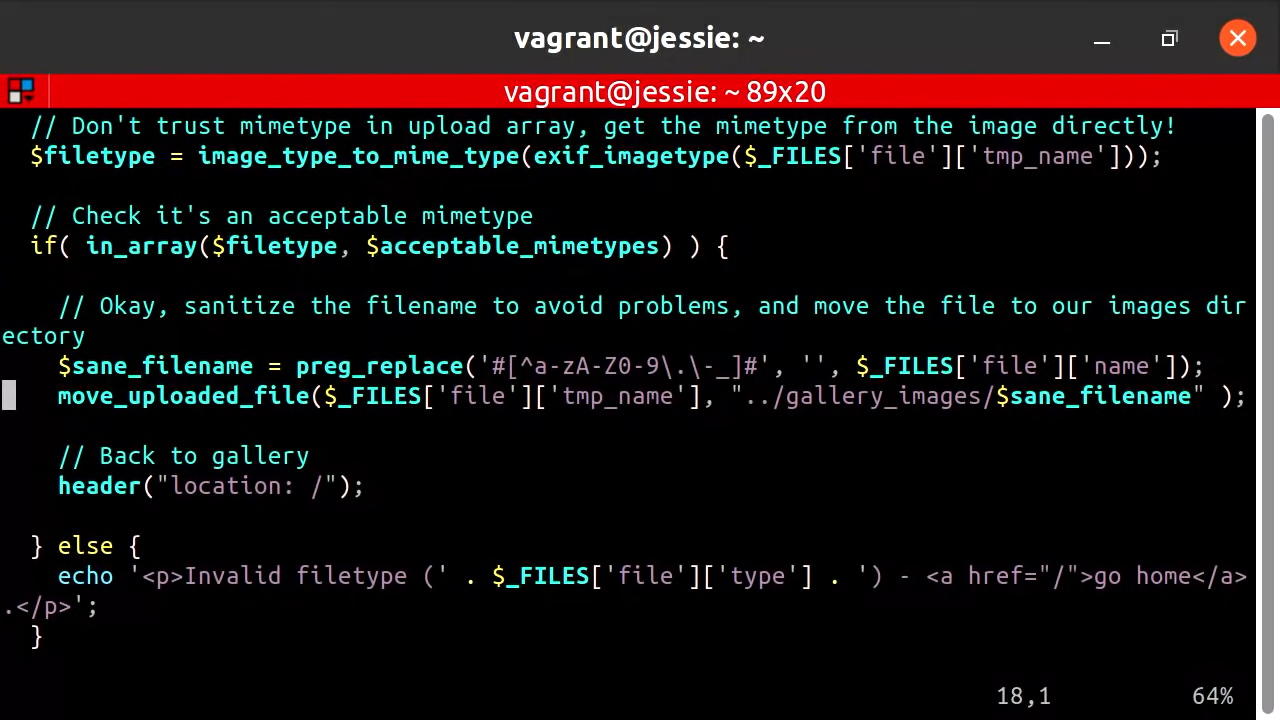 vagrant@jessie: ~
vagrant@jessie: ~ 89x20
// Don't trust mimetype in upload array, get the mimetype from the image directly!
$filetype = image_type_to_mime_type(exif_imagetype($_FILES['file']['tmp_name']));
// Check it's an acceptable mimetype
if( in_array($filetype, $acceptable_mimetypes) ) {
// Okay, sanitize the filename to avoid problems, and move the file to our images dir
ectory
$sane_filename = preg_replace('#[^a-zA-Z0-9\.\-_]#', '', $_FILES['file']['name']);
move_uploaded_file($_FILES['file']['tmp_name'], "../gallery_images/$sane_filename" );
// Back to gallery
header("location: /");
} else {
echo '<p>Invalid filetype (' . $_FILES['file']['type'] . ') - <a href="/">go home</a>
.</p>';
}
18,1 64%